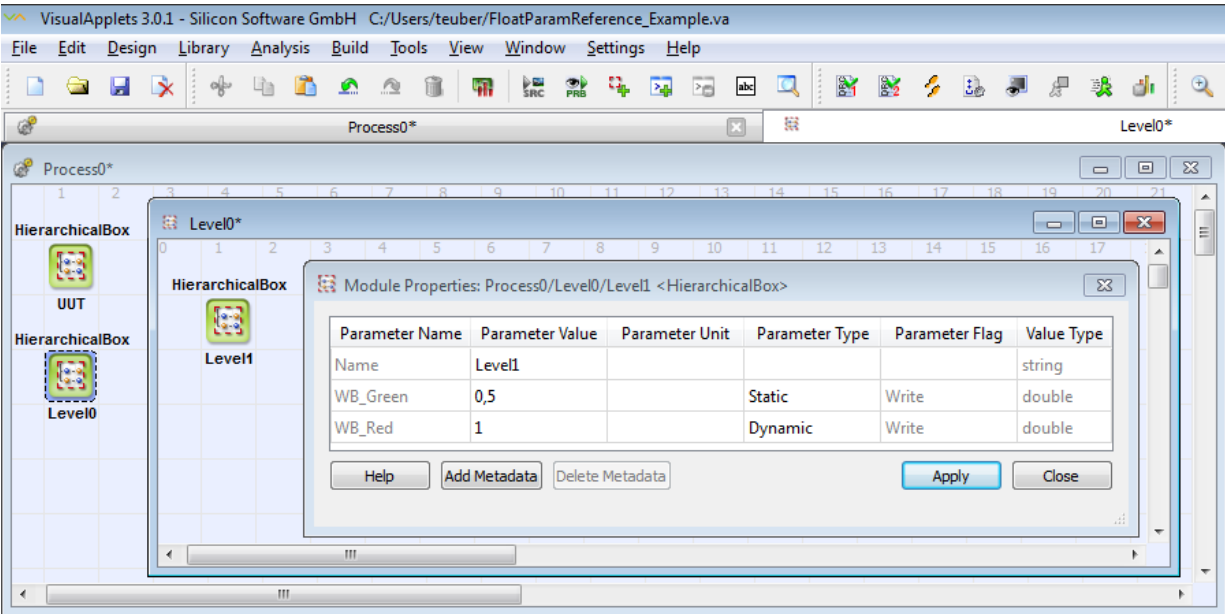 VisualApplets 3.0.1 - Silicon Software GmbH C:/Users/teuber/FloatParamReference_Example.va
File Edit Design Library Analysis Build Tools View Window Settings Help
SRC PRB abc
Process0* Level0*
Process0*
1 2 3 4 5 6 7 8 9 10 11 12 13 14 15 16 17 18 19 20 21
HierarchicalBox
UUT
HierarchicalBox
Level0
Level0*
0 1 2 3 4 5 6 7 8 9 10 11 12 13 14 15 16 17
HierarchicalBox
Level1
Module Properties: Process0/Level0/Level1 <HierarchicalBox>
Parameter Name Parameter Value Parameter Unit Parameter Type Parameter Flag Value Type
Name Level1 string
WB_Green 0,5 Static Write double
WB_Red 1 Dynamic Write double
Help Add Metadata Delete Metadata Apply Close